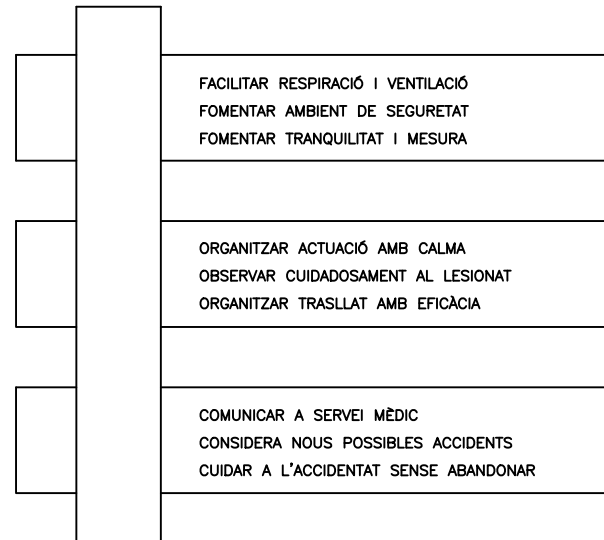 FACILITAR RESPIRACIÓ I VENTILACIÓ
FOMENTAR AMBIENT DE SEGURETAT
FOMENTAR TRANQUILITAT I MESURA
ORGANITZAR ACTUACIÓ AMB CALMA
OBSERVAR CUIDADOSAMENT AL LESIONAT
ORGANITZAR TRASLLAT AMB EFICÀCIA
COMUNICAR A SERVEI MÈDIC
CONSIDERA NOUS POSSIBLES ACCIDENTS
CUIDAR A L'ACCIDENTAT SENSE ABANDONAR